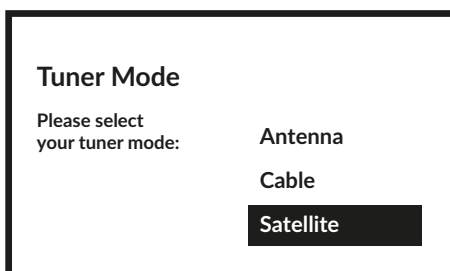 Tuner Mode
Please select
your tuner mode:
Antenna
Cable
Satellite